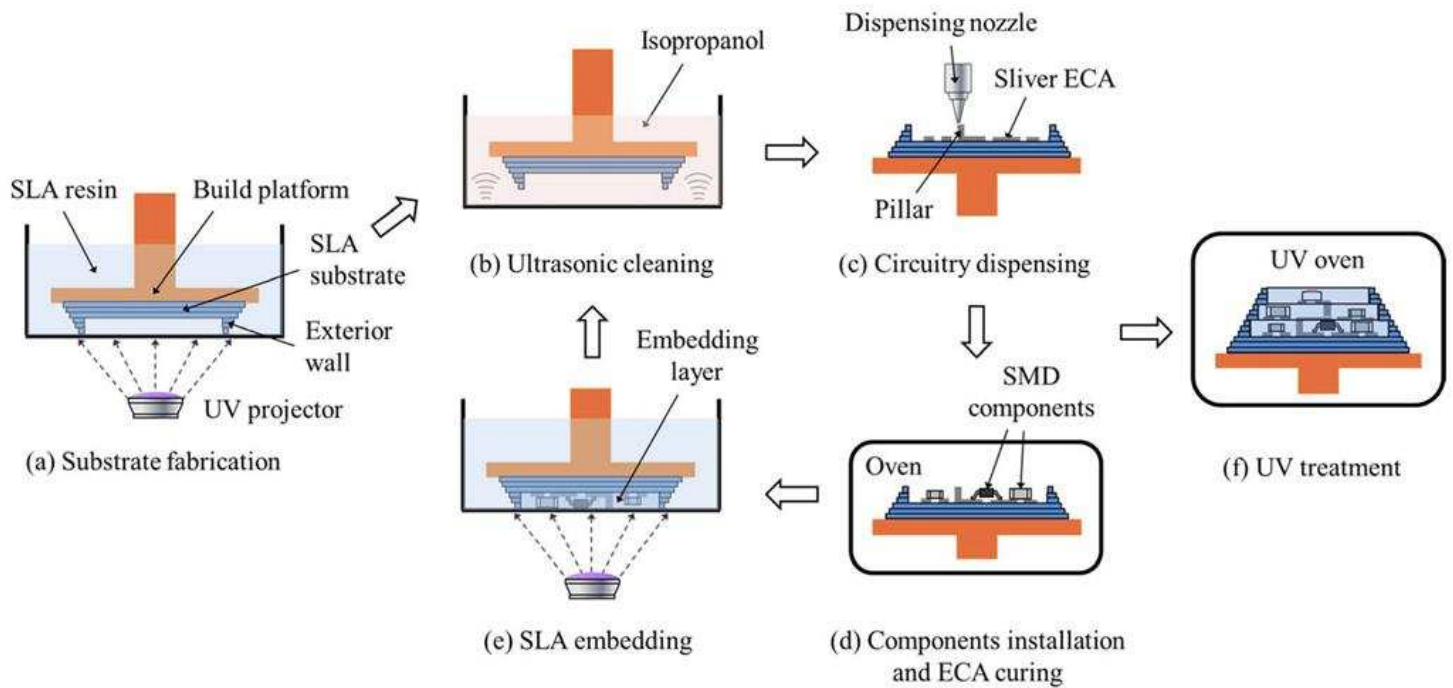 SLA resin
Build platform
SLA
substrate
Exterior
wall
UV projector
(a) Substrate fabrication
Isopropanol
(b) Ultrasonic cleaning
Dispensing nozzle
Sliver ECA
Pillar
(c) Circuitry dispensing
SMD
components
Oven
(d) Components installation
and ECA curing
Embedding
layer
(e) SLA embedding
UV oven
(f) UV treatment